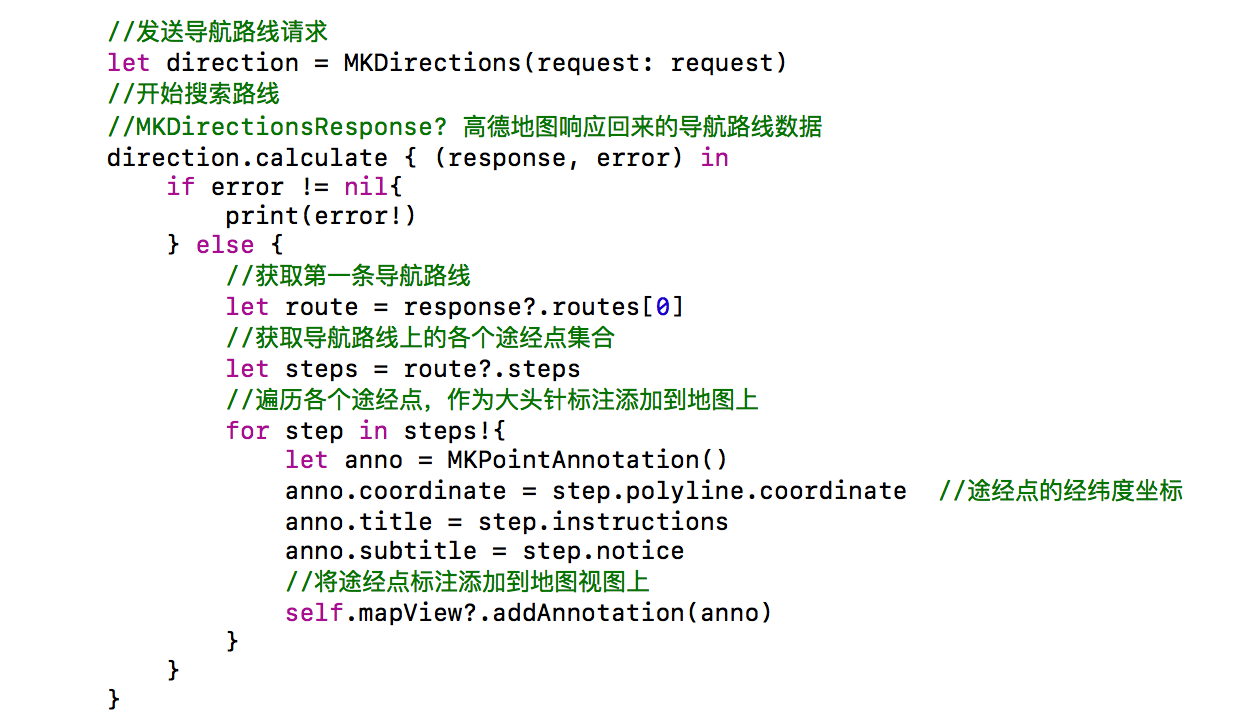 //发送导航路线请求
let direction = MKDirections(request: request)
//开始搜索路线
//MKDirectionsResponse? 高德地图响应回来的导航路线数据
direction.calculate { (response, error) in
    if error != nil{
        print(error!)
    } else {
        //获取第一条导航路线
        let route = response?.routes[0]
        //获取导航路线上的各个途经点集合
        let steps = route?.steps
        //遍历各个途经点，作为大头针标注添加到地图上
        for step in steps!{
            let anno = MKPointAnnotation()
            anno.coordinate = step.polyline.coordinate  //途经点的经纬度坐标
            anno.title = step.instructions
            anno.subtitle = step.notice
            //将途经点标注添加到地图视图上
            self.mapView?.addAnnotation(anno)
        }
    }
}